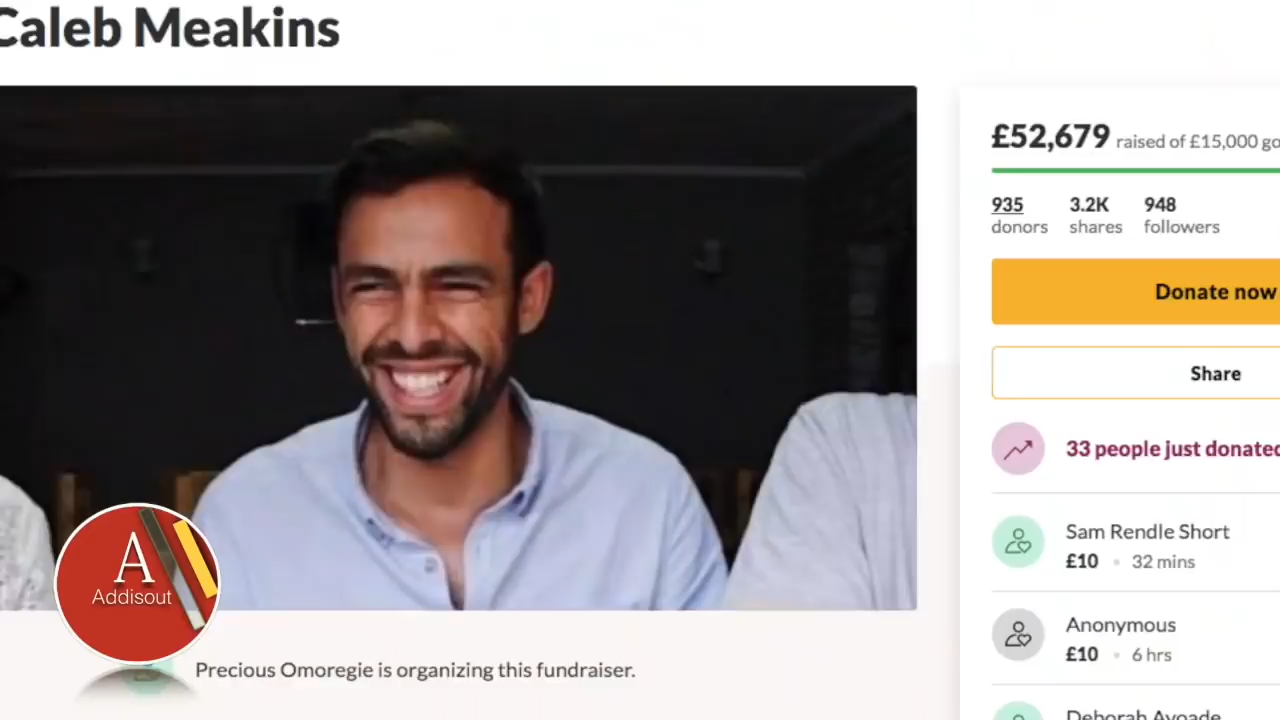 Caleb Meakins
£52,679 raised of £15,000
935 3.2K 948
donors shares followers
Donate now
Share
33 people just donated
Sam Rendle Short
£10 • 32 mins
Anonymous
£10 • 6 hrs
Deborah Avoade
A
Addisout
Precious Omoregie is organizing this fundraiser.